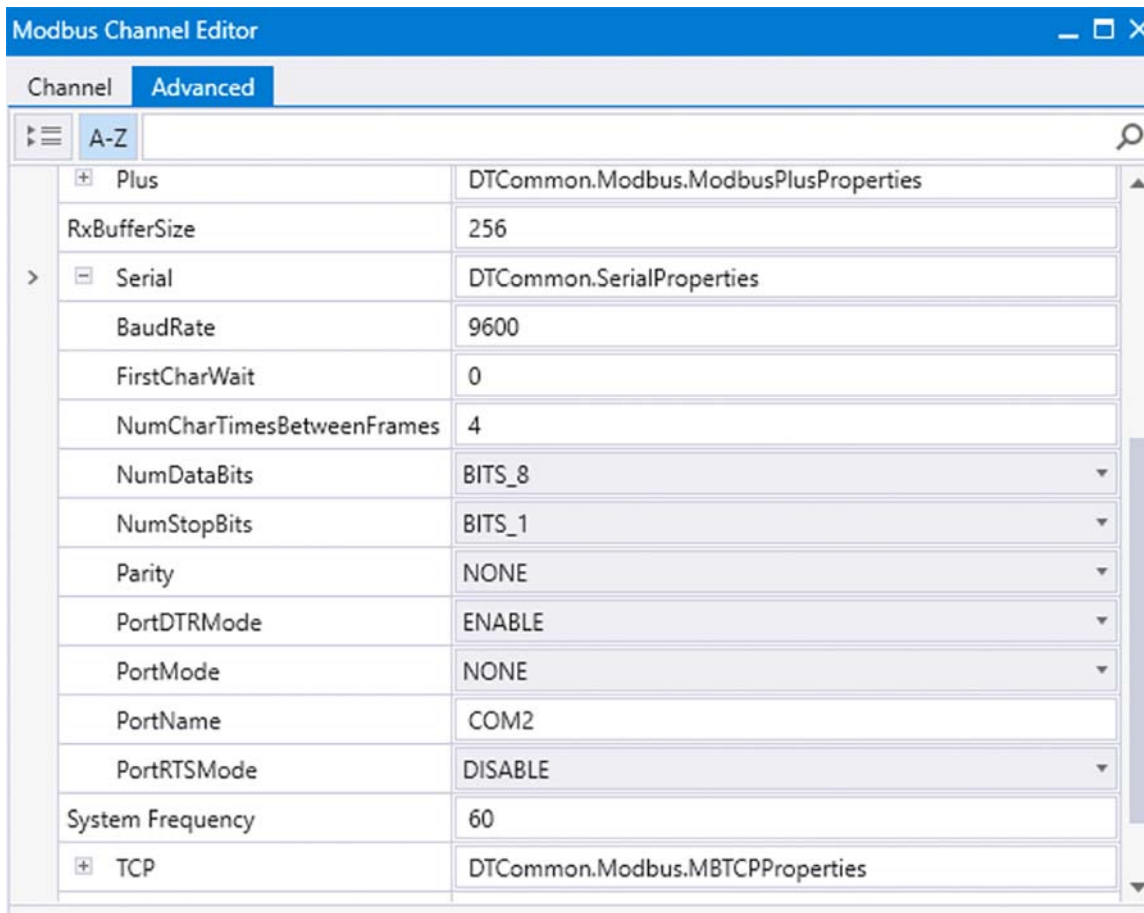 Modbus Channel Editor
Channel Advanced
A-Z
Plus DTCommon.Modbus.ModbusPlusProperties
RxBufferSize 256
Serial DTCommon.SerialProperties
BaudRate 9600
FirstCharWait 0
NumCharTimesBetweenFrames 4
NumDataBits BITS_8
NumStopBits BITS_1
Parity NONE
PortDTRMode ENABLE
PortMode NONE
PortName COM2
PortRTSMode DISABLE
System Frequency 60
TCP DTCommon.Modbus.MBTCPProperties